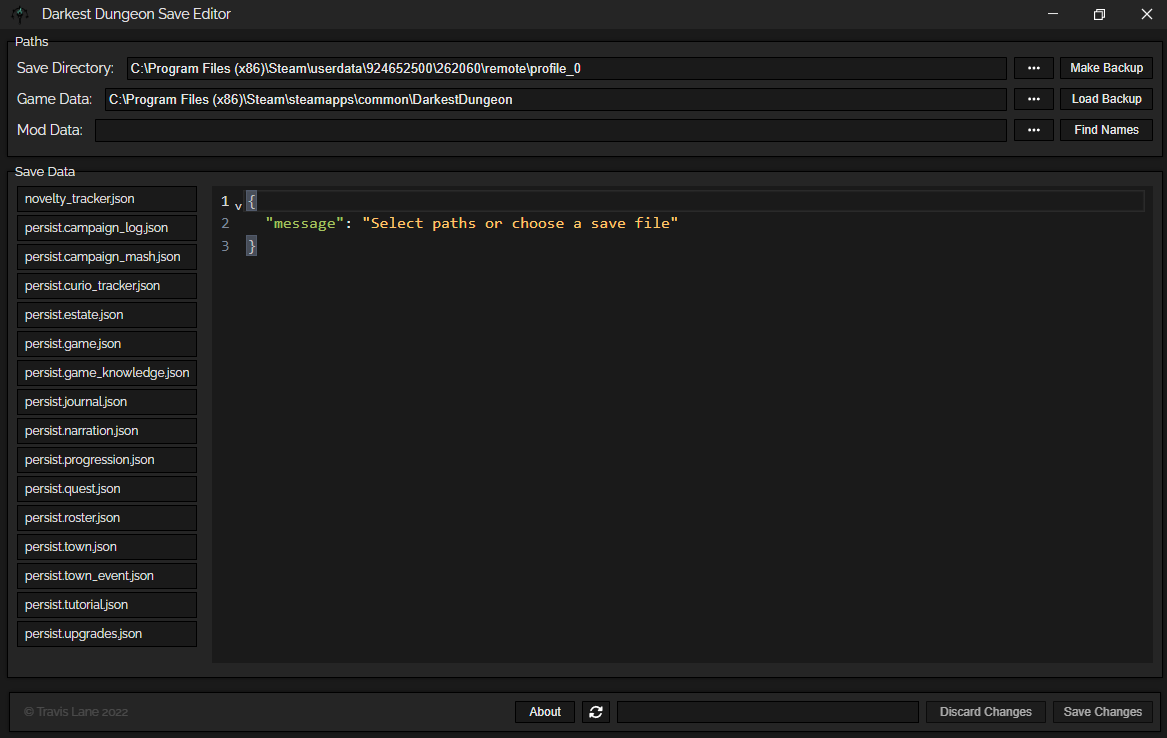 Darkest Dungeon Save Editor
Paths
Save Directory: C:\Program Files (x86)\Steam\userdata\924652500\262060\remote\profile_0 ••• Make Backup
Game Data: C:\Program Files (x86)\Steam\steamapps\common\DarkestDungeon ••• Load Backup
Mod Data: ••• Find Names
Save Data
novelty_tracker.json
persist.campaign_log.json
persist.campaign_mash.json
persist.curio_tracker.json
persist.estate.json
persist.game.json
persist.game_knowledge.json
persist.journal.json
persist.narration.json
persist.progression.json
persist.quest.json
persist.roster.json
persist.town.json
persist.town_event.json
persist.tutorial.json
persist.upgrades.json
1 {
2 "message": "Select paths or choose a save file"
3 }
© Travis Lane 2022 About Discard Changes Save Changes